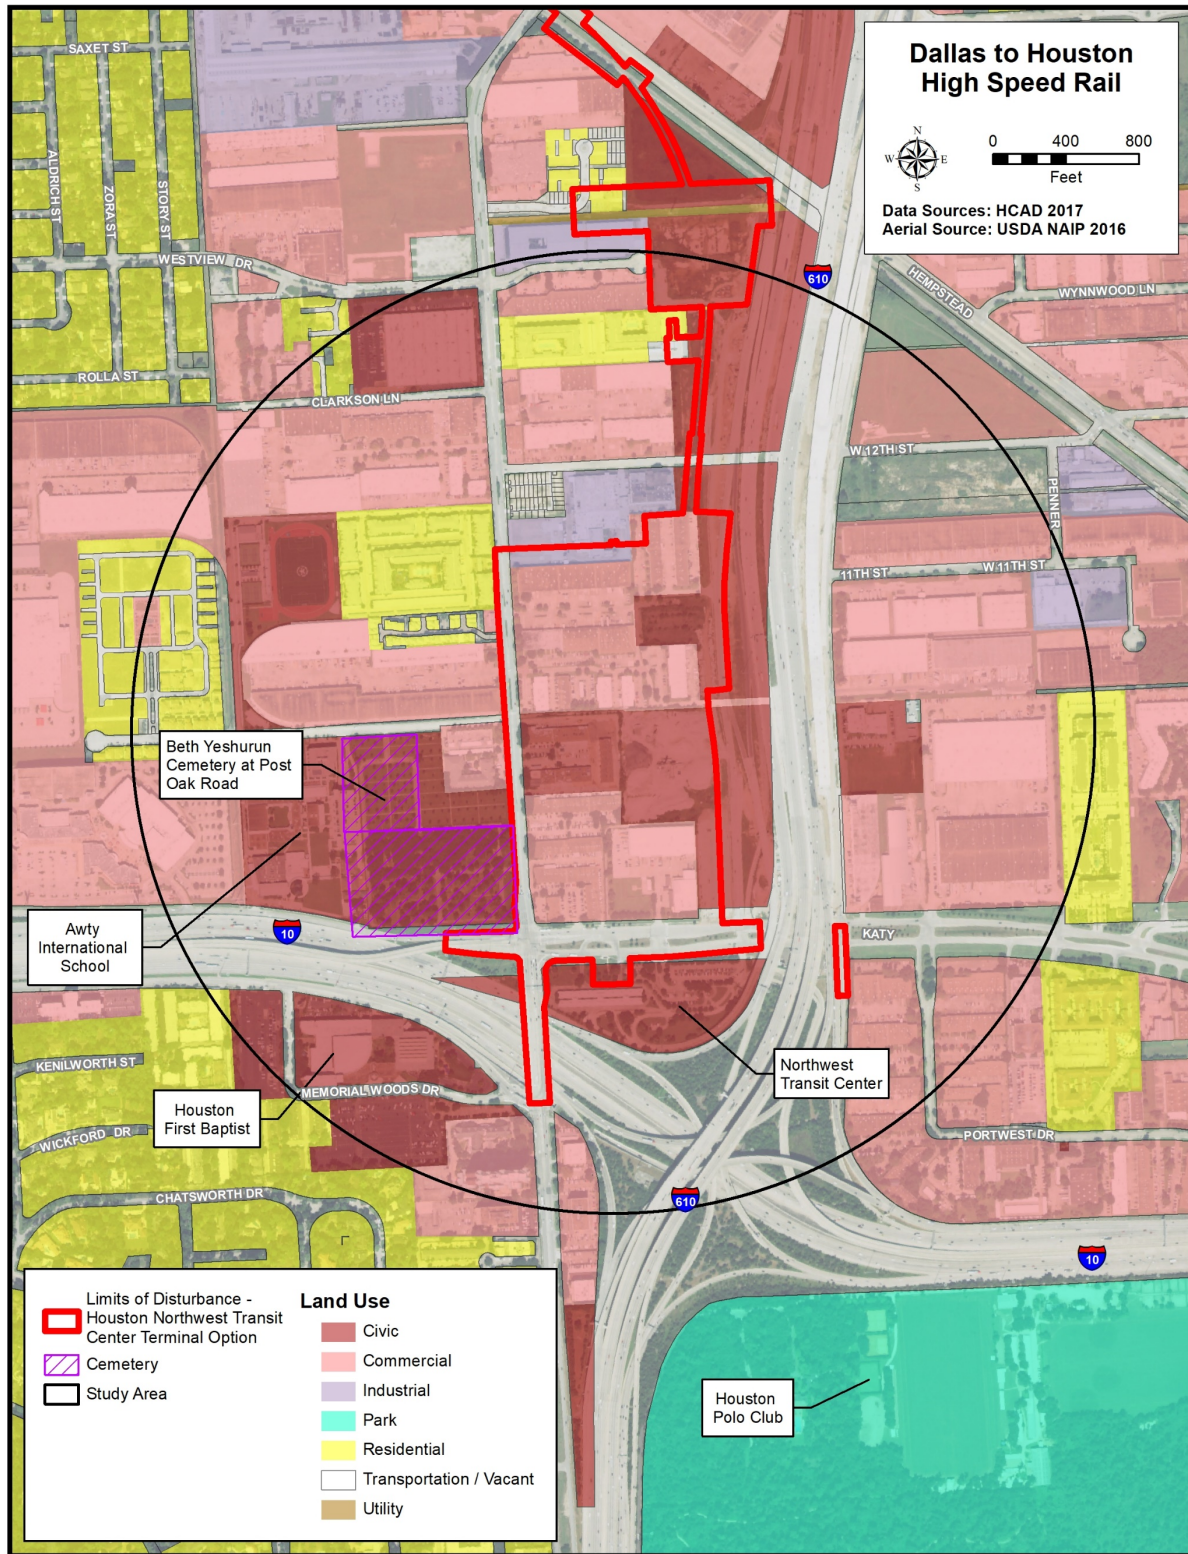 Dallas to Houston
High Speed Rail
N
W
E
S
0 400 800
Feet
Data Sources: HCAD 2017
Aerial Source: USDA NAIP 2016
SAXET ST
ALDRICH ST
ZORA ST
STORY ST
WESTVIEW DR
610
HEMPSTEAD
WYNNWOOD LN
ROLLA ST
CLARKSON LN
W 12TH ST
PENNER
11TH ST
W 11TH ST
Beth Yeshurun
Cemetery at Post
Oak Road
Awty
International
School
10
KATY
Northwest
Transit Center
KENILWORTH ST
MEMORIAL WOODS DR
Houston
First Baptist
WICKFORD DR
PORTWEST DR
CHATSWORTH DR
610
10
Houston
Polo Club
Limits of Disturbance -
Houston Northwest Transit
Center Terminal Option
Cemetery
Study Area
Land Use
Civic
Commercial
Industrial
Park
Residential
Transportation / Vacant
Utility